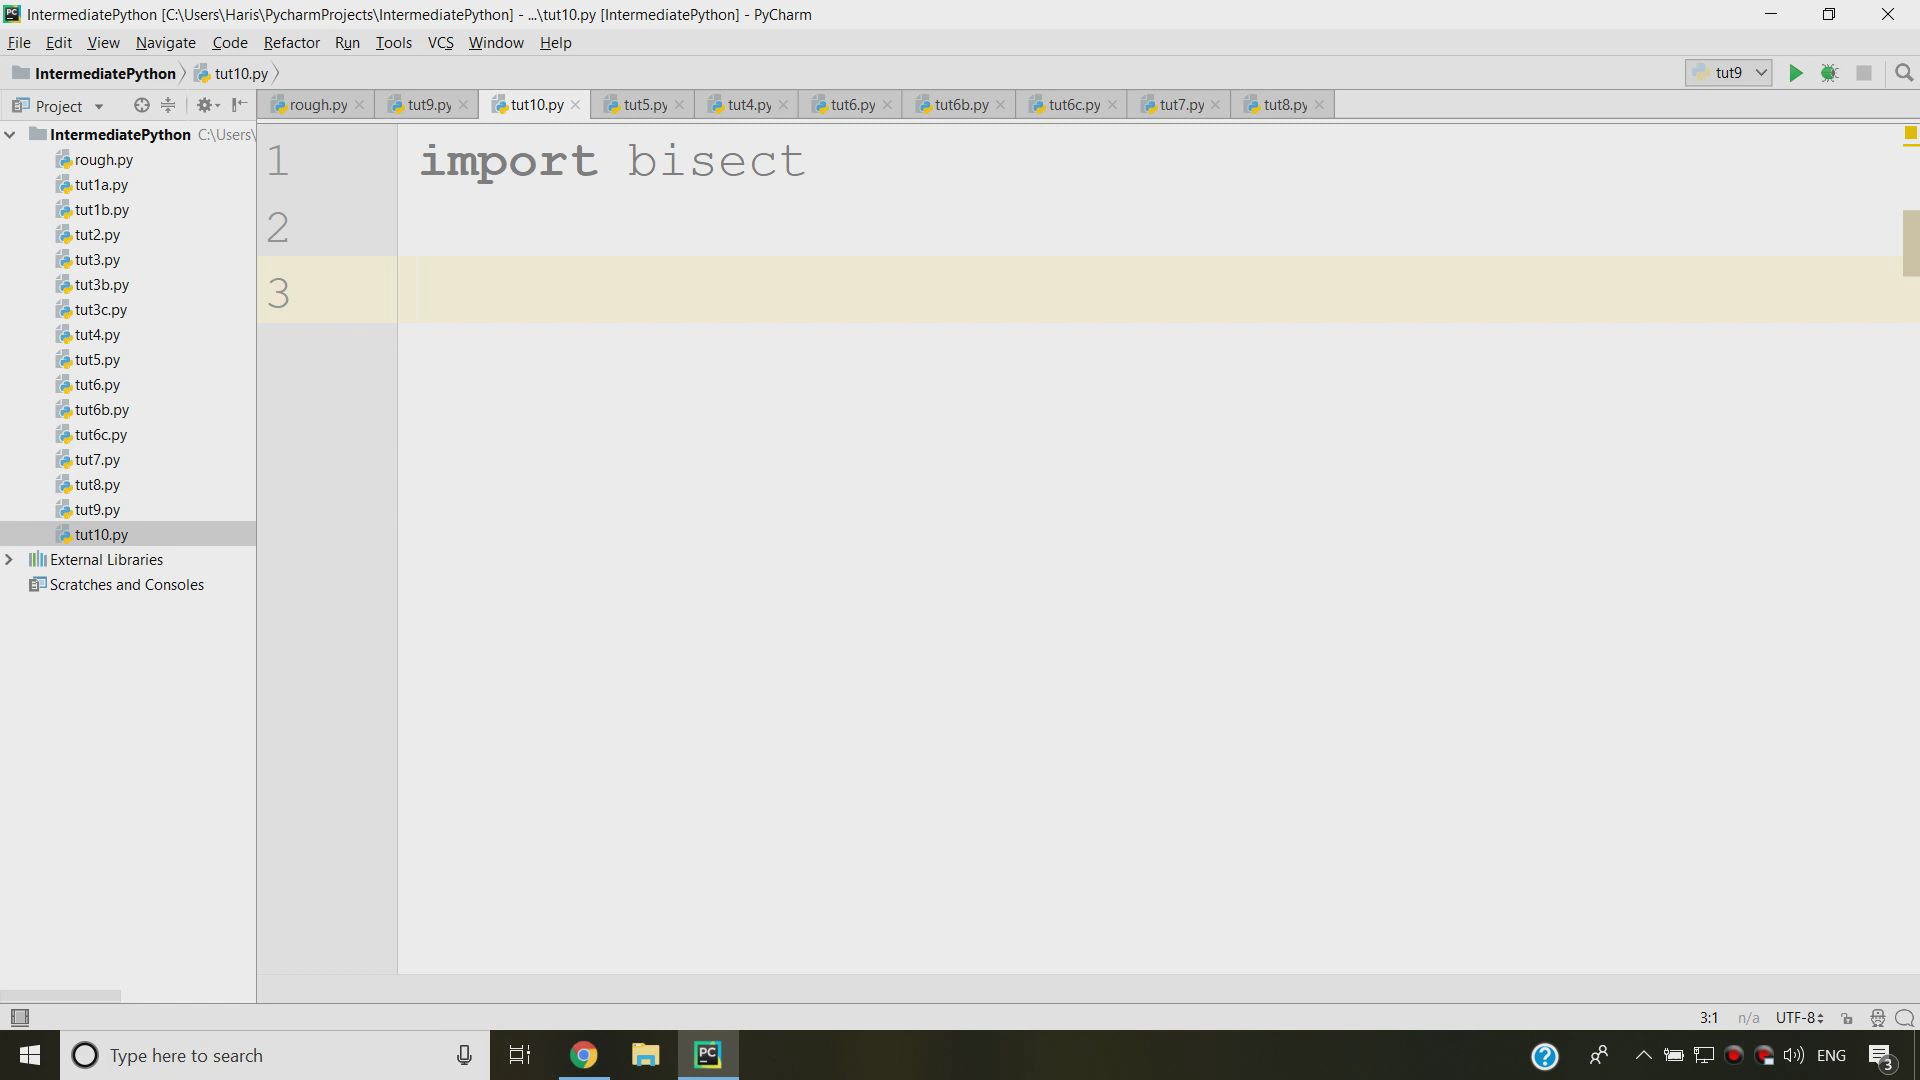 IntermediatePython [C:\Users\Haris\PycharmProjects\IntermediatePython] - ...\tut10.py [IntermediatePython] - PyCharm
File Edit View Navigate Code Refactor Run Tools VCS Window Help
IntermediatePython tut10.py tut9
Project rough.py tut9.py tut10.py tut5.py tut4.py tut6.py tut6b.py tut6c.py tut7.py tut8.py
IntermediatePython C:\Users\
rough.py
tut1a.py
tut1b.py
tut2.py
tut3.py
tut3b.py
tut3c.py
tut4.py
tut5.py
tut6.py
tut6b.py
tut6c.py
tut7.py
tut8.py
tut9.py
tut10.py
External Libraries
Scratches and Consoles
1 import bisect
2
3
3:1 n/a UTF-8
Type here to search PC ENG 3